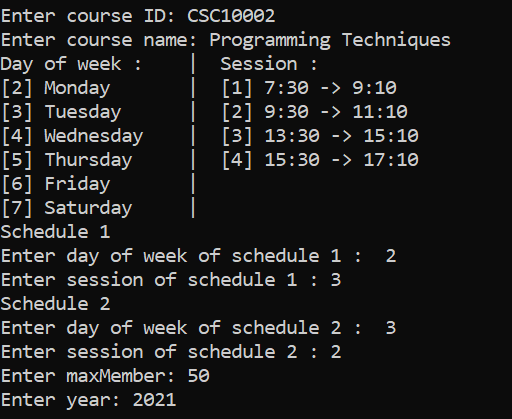 Enter course ID: CSC10002
Enter course name: Programming Techniques
Day of week :    |  Session :
[2] Monday       |  [1] 7:30 -> 9:10
[3] Tuesday      |  [2] 9:30 -> 11:10
[4] Wednesday    |  [3] 13:30 -> 15:10
[5] Thursday     |  [4] 15:30 -> 17:10
[6] Friday       |
[7] Saturday     |
Schedule 1
Enter day of week of schedule 1 :  2
Enter session of schedule 1 : 3
Schedule 2
Enter day of week of schedule 2 :  3
Enter session of schedule 2 : 2
Enter maxMember: 50
Enter year: 2021